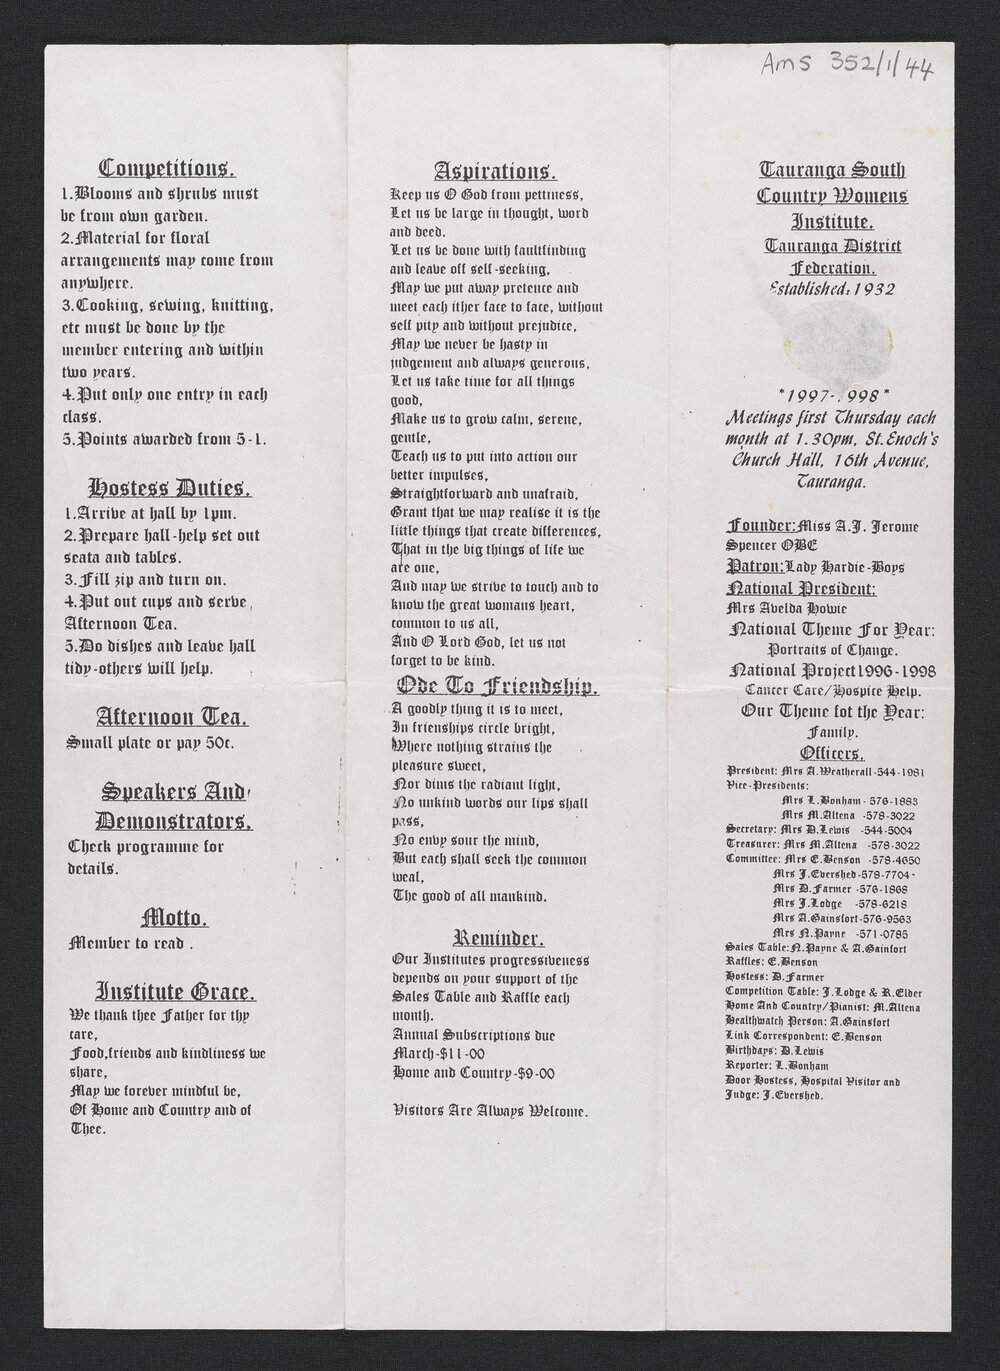 Ams 352/1/44
Competitions.
1.Blooms and shrubs must
be from own garden.
2.Material for floral
arrangements may come from
anywhere.
3.Cooking, sewing, knitting,
etc must be done by the
member entering and within
two years.
4.Put only one entry in each
class.
5.Points awarded from 5-1.
Hostess Duties.
1.Arrive at hall by 1pm.
2.Prepare hall-help set out
seata and tables.
3.Fill zip and turn on.
4.Put out cups and serve
Afternoon Tea.
5.Do dishes and leave hall
tidy-others will help.
Afternoon Tea.
Small plate or pay 50c.
Speakers And
Demonstrators.
Check programme for
details.
Motto.
Member to read .
Institute Grace.
We thank thee Father for thy
care,
Food,friends and kindliness we
share,
May we forever mindful be,
Of Home and Country and of
Thee.
Aspirations.
Keep us O God from pettiness,
Let us be large in thought, word
and deed.
Let us be done with faultfinding
and leave off self-seeking,
May we put away pretence and
meet each ither face to face, without
self pity and without prejudice,
May we never be hasty in
judgement and always generous,
Let us take time for all things
good,
Make us to grow calm, serene,
gentle,
Teach us to put into action our
better impulses,
Straightforward and unafraid,
Grant that we may realise it is the
little things that create differences,
That in the big things of life we
are one,
And may we strive to touch and to
know the great womans heart,
common to us all,
And O Lord God, let us not
forget to be kind.
Ode To Friendship.
A goodly thing it is to meet,
In frienships circle bright,
Where nothing strains the
pleasure sweet,
Nor dims the radiant light,
No unkind words our lips shall
pass,
No envy sour the mind,
But each shall seek the common
weal,
The good of all mankind.
Reminder.
Our Institutes progressiveness
depends on your support of the
Sales Table and Raffle each
month.
Annual Subscriptions due
March-$11-00
Home and Country-$9-00
Visitors Are Always Welcome.
Tauranga South
Country Womens
Institute.
Tauranga District
Federation.
Established:1932
*1997-.998*
Meetings first Thursday each
month at 1.30pm, St.Enoch's
Church Hall, 16th Avenue,
Tauranga.
Founder:Miss A.J. Jerome
Spencer OBE
Patron:Lady Hardie-Boys
National President:
Mrs Avelda Howie
National Theme For Year:
Portraits of Change.
National Project1996-1998
Cancer Care/Hospice Help.
Our Theme fot the Year:
Family.
Officers.
President: Mrs A.Weatherall-544-1981
Vice-Presidents:
Mrs L.Bonham- 576-1883
Mrs M.Altena -578-3022
Secretary: Mrs D.Lewis -544-5004
Treasurer: Mrs M.Altena -578-3022
Committee: Mrs E.Benson -578-4650
Mrs J.Evershed-578-7704
Mrs D.Farmer -576-1868
Mrs J.Lodge -578-6218
Mrs A.Gainsfort-576-9563
Mrs N.Payne -571-0785
Sales Table:N.Payne & A.Gainfort
Raffles: E.Benson
Hostess: D.Farmer
Competition Table: J.Lodge & R.Elder
Home And Country/Pianist: M.Altena
Healthwatch Person: A.Gainsfort
Link Correspondent: E.Benson
Birthdays: D.Lewis
Reporter: L.Bonham
Door Hostess, Hospital Visitor and
Judge: J.Evershed.